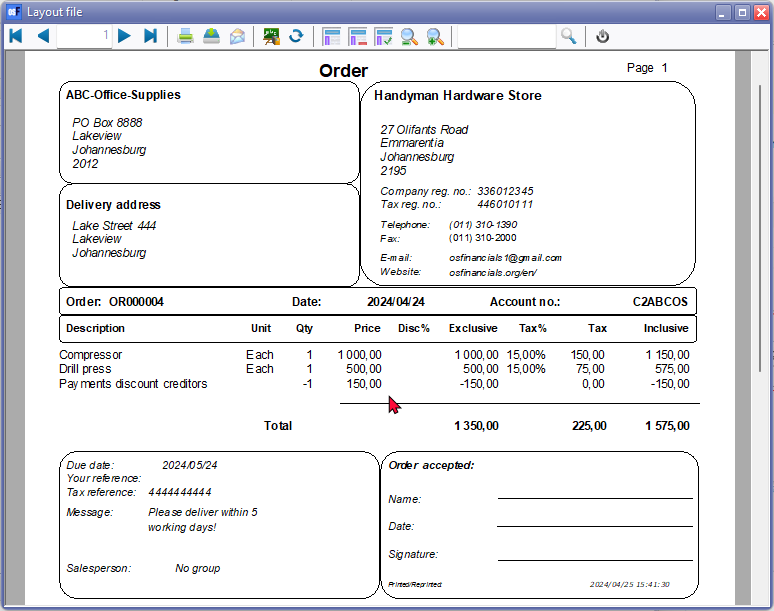 Layout file
1
Order
Page 1
ABC-Office-Supplies
PO Box 8888
Lakeview
Johannesburg
2012
Handyman Hardware Store
27 Olifants Road
Emmarentia
Johannesburg
2195
Company reg. no.: 336012345
Tax reg. no.: 446010111
Telephone: (011) 310-1390
Fax: (011) 310-2000
E-mail: osfinancials1@gmail.com
Website: osfinancials.org/en/
Delivery address
Lake Street 444
Lakeview
Johannesburg
Order: OR000004 Date: 2024/04/24 Account no.: C2ABCOS
Description Unit Qty Price Disc% Exclusive Tax% Tax Inclusive
Compressor Each 1 1 000,00 1 000,00 15,00% 150,00 1 150,00
Drill press Each 1 500,00 500,00 15,00% 75,00 575,00
Payments discount creditors -1 150,00 -150,00 0,00 -150,00
Total 1 350,00 225,00 1 575,00
Due date: 2024/05/24
Your reference:
Tax reference: 4444444444
Message: Please deliver within 5
working days!
Salesperson: No group
Order accepted:
Name:
Date:
Signature:
Printed/Reprinted: 2024/04/25 15:41:30